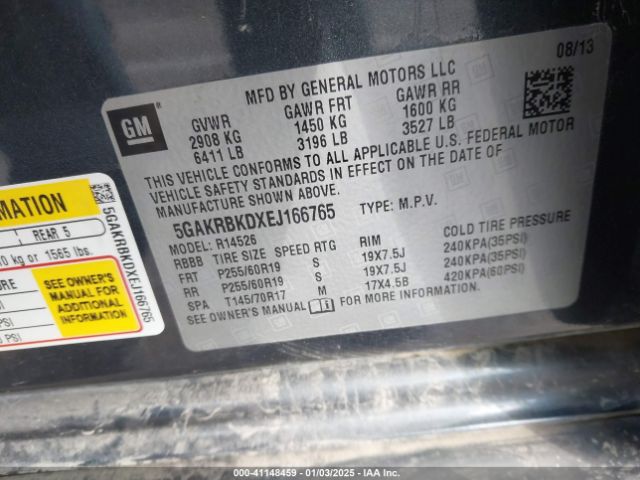 08/13
MFD BY GENERAL MOTORS LLC
GM
GVWR GAWR FRT GAWR RR
2908 KG 1450 KG 1600 KG
6411 LB 3196 LB 3527 LB
THIS VEHICLE CONFORMS TO ALL APPLICABLE U.S. FEDERAL MOTOR
VEHICLE SAFETY STANDARDS IN EFFECT ON THE DATE OF
MANUFACTURE SHOWN ABOVE.
5GAKRBKDXEJ166765 TYPE: M.P.V.
MODEL: R14526
RBBB TIRE SIZE SPEED RTG RIM COLD TIRE PRESSURE
FRT P255/60R19 S 19X7.5J 240KPA(35PSI)
RR P255/60R19 S 19X7.5J 240KPA(35PSI)
SPA T145/70R17 M 17X4.5B 420KPA(60PSI)
SEE OWNER'S MANUAL FOR MORE INFORMATION.
REAR 5
kg or 1565 lbs.
SEE OWNER'S
MANUAL FOR
ADDITIONAL
INFORMATION
5GAKRBKDXEJ166765
000-41148459 - 01/03/2025 - IAA Inc.